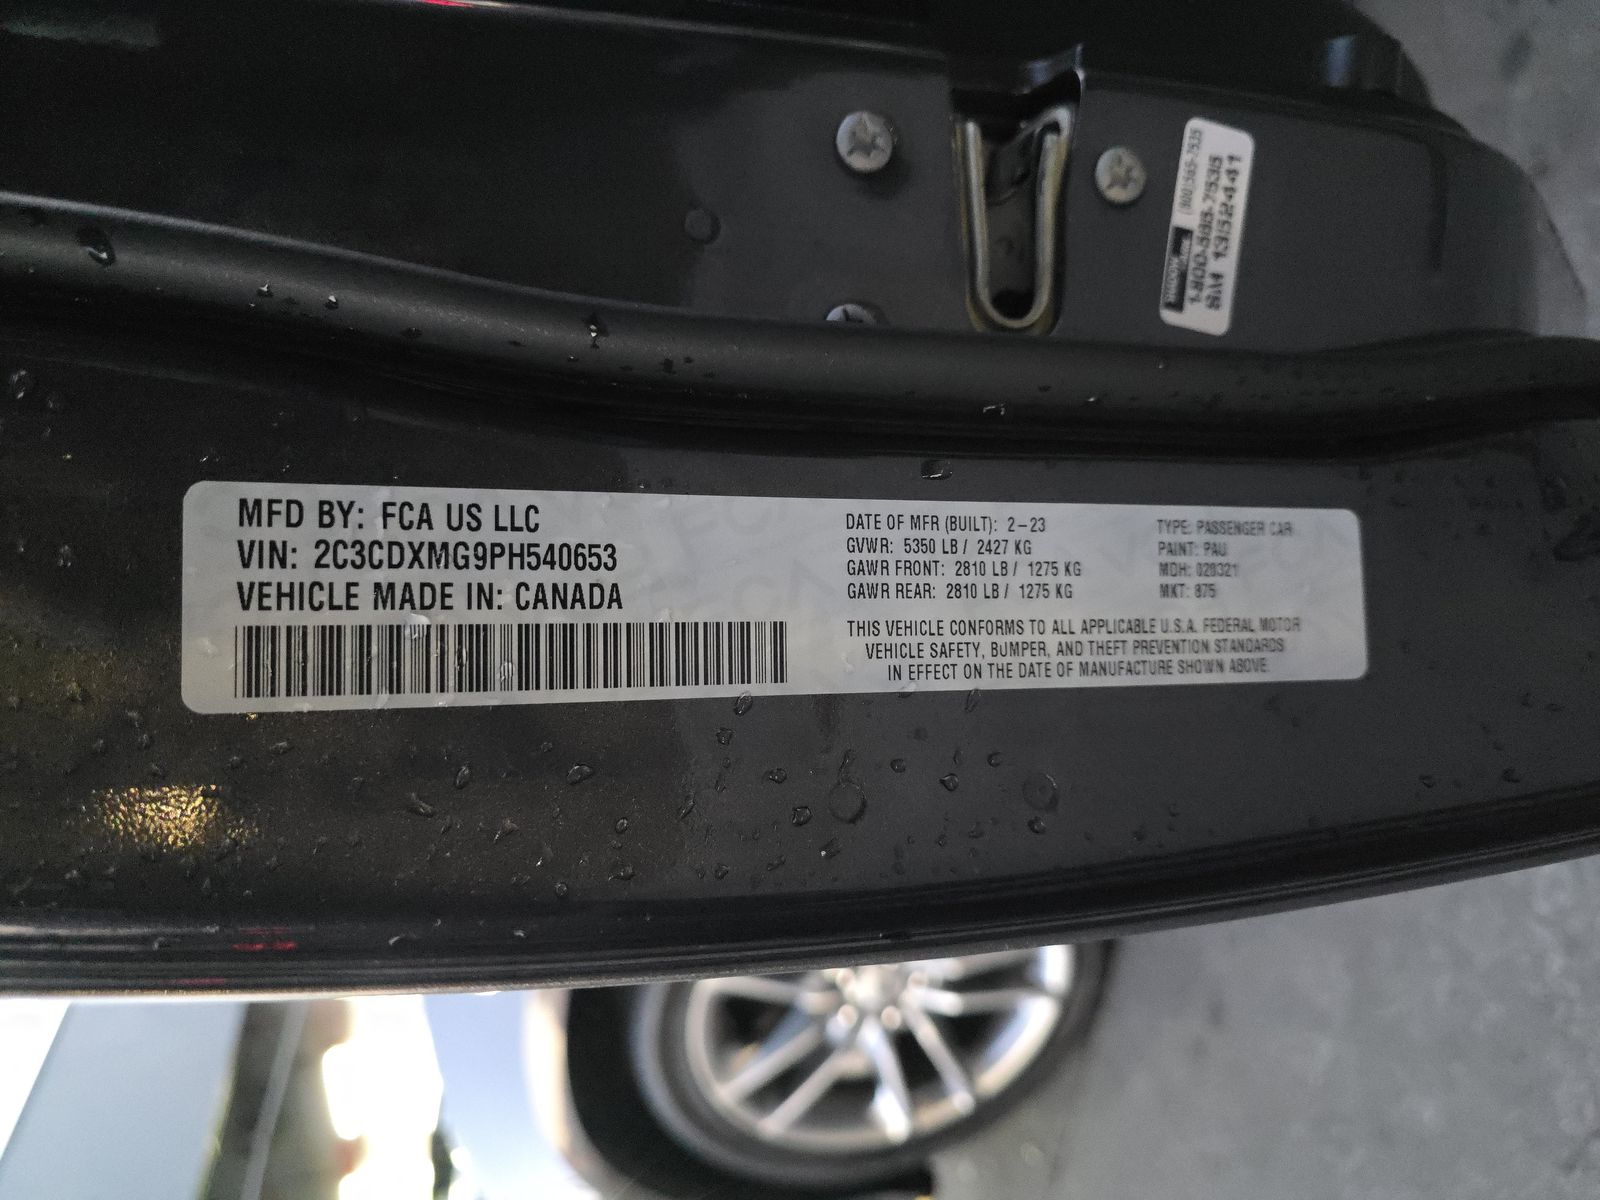 MFD BY: FCA US LLC
VIN: 2C3CDXMG9PH540653
VEHICLE MADE IN: CANADA
DATE OF MFR (BUILT): 2-23
GVWR: 5350 LB / 2427 KG
GAWR FRONT: 2810 LB / 1275 KG
GAWR REAR: 2810 LB / 1275 KG
TYPE: PASSENGER CAR
PAINT: PAU
MDH: 020321
MKT: 875
THIS VEHICLE CONFORMS TO ALL APPLICABLE U.S.A. FEDERAL MOTOR
VEHICLE SAFETY, BUMPER, AND THEFT PREVENTION STANDARDS
IN EFFECT ON THE DATE OF MANUFACTURE SHOWN ABOVE.